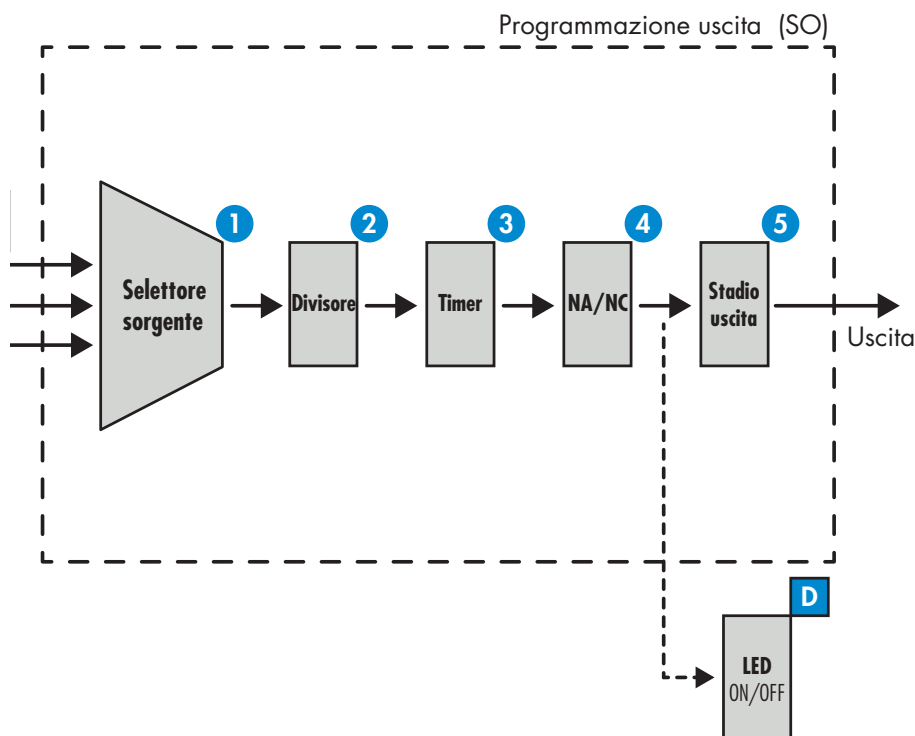 Programmazione uscita (SO)
1
2
3
4
5
Selettore
sorgente
Divisore
Timer
NA/NC
Stadio
uscita
Uscita
D
LED
ON/OFF